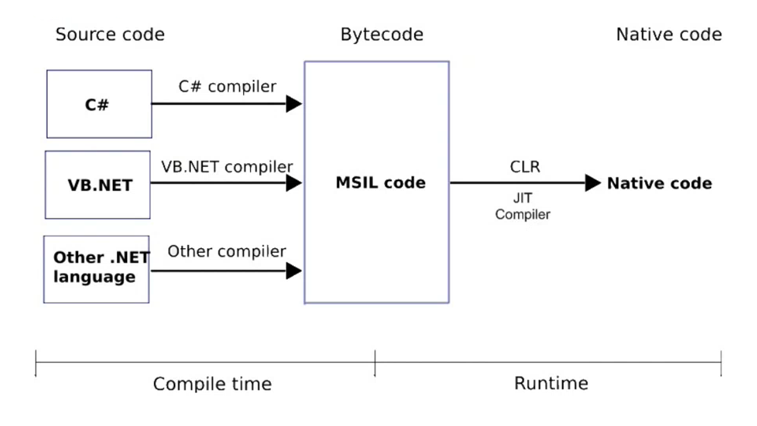 Source code
Bytecode
Native code
C# compiler
C#
VB.NET compiler
VB.NET
MSIL code
CLR
Native code
JIT
Compiler
Other compiler
Other .NET
language
Compile time
Runtime